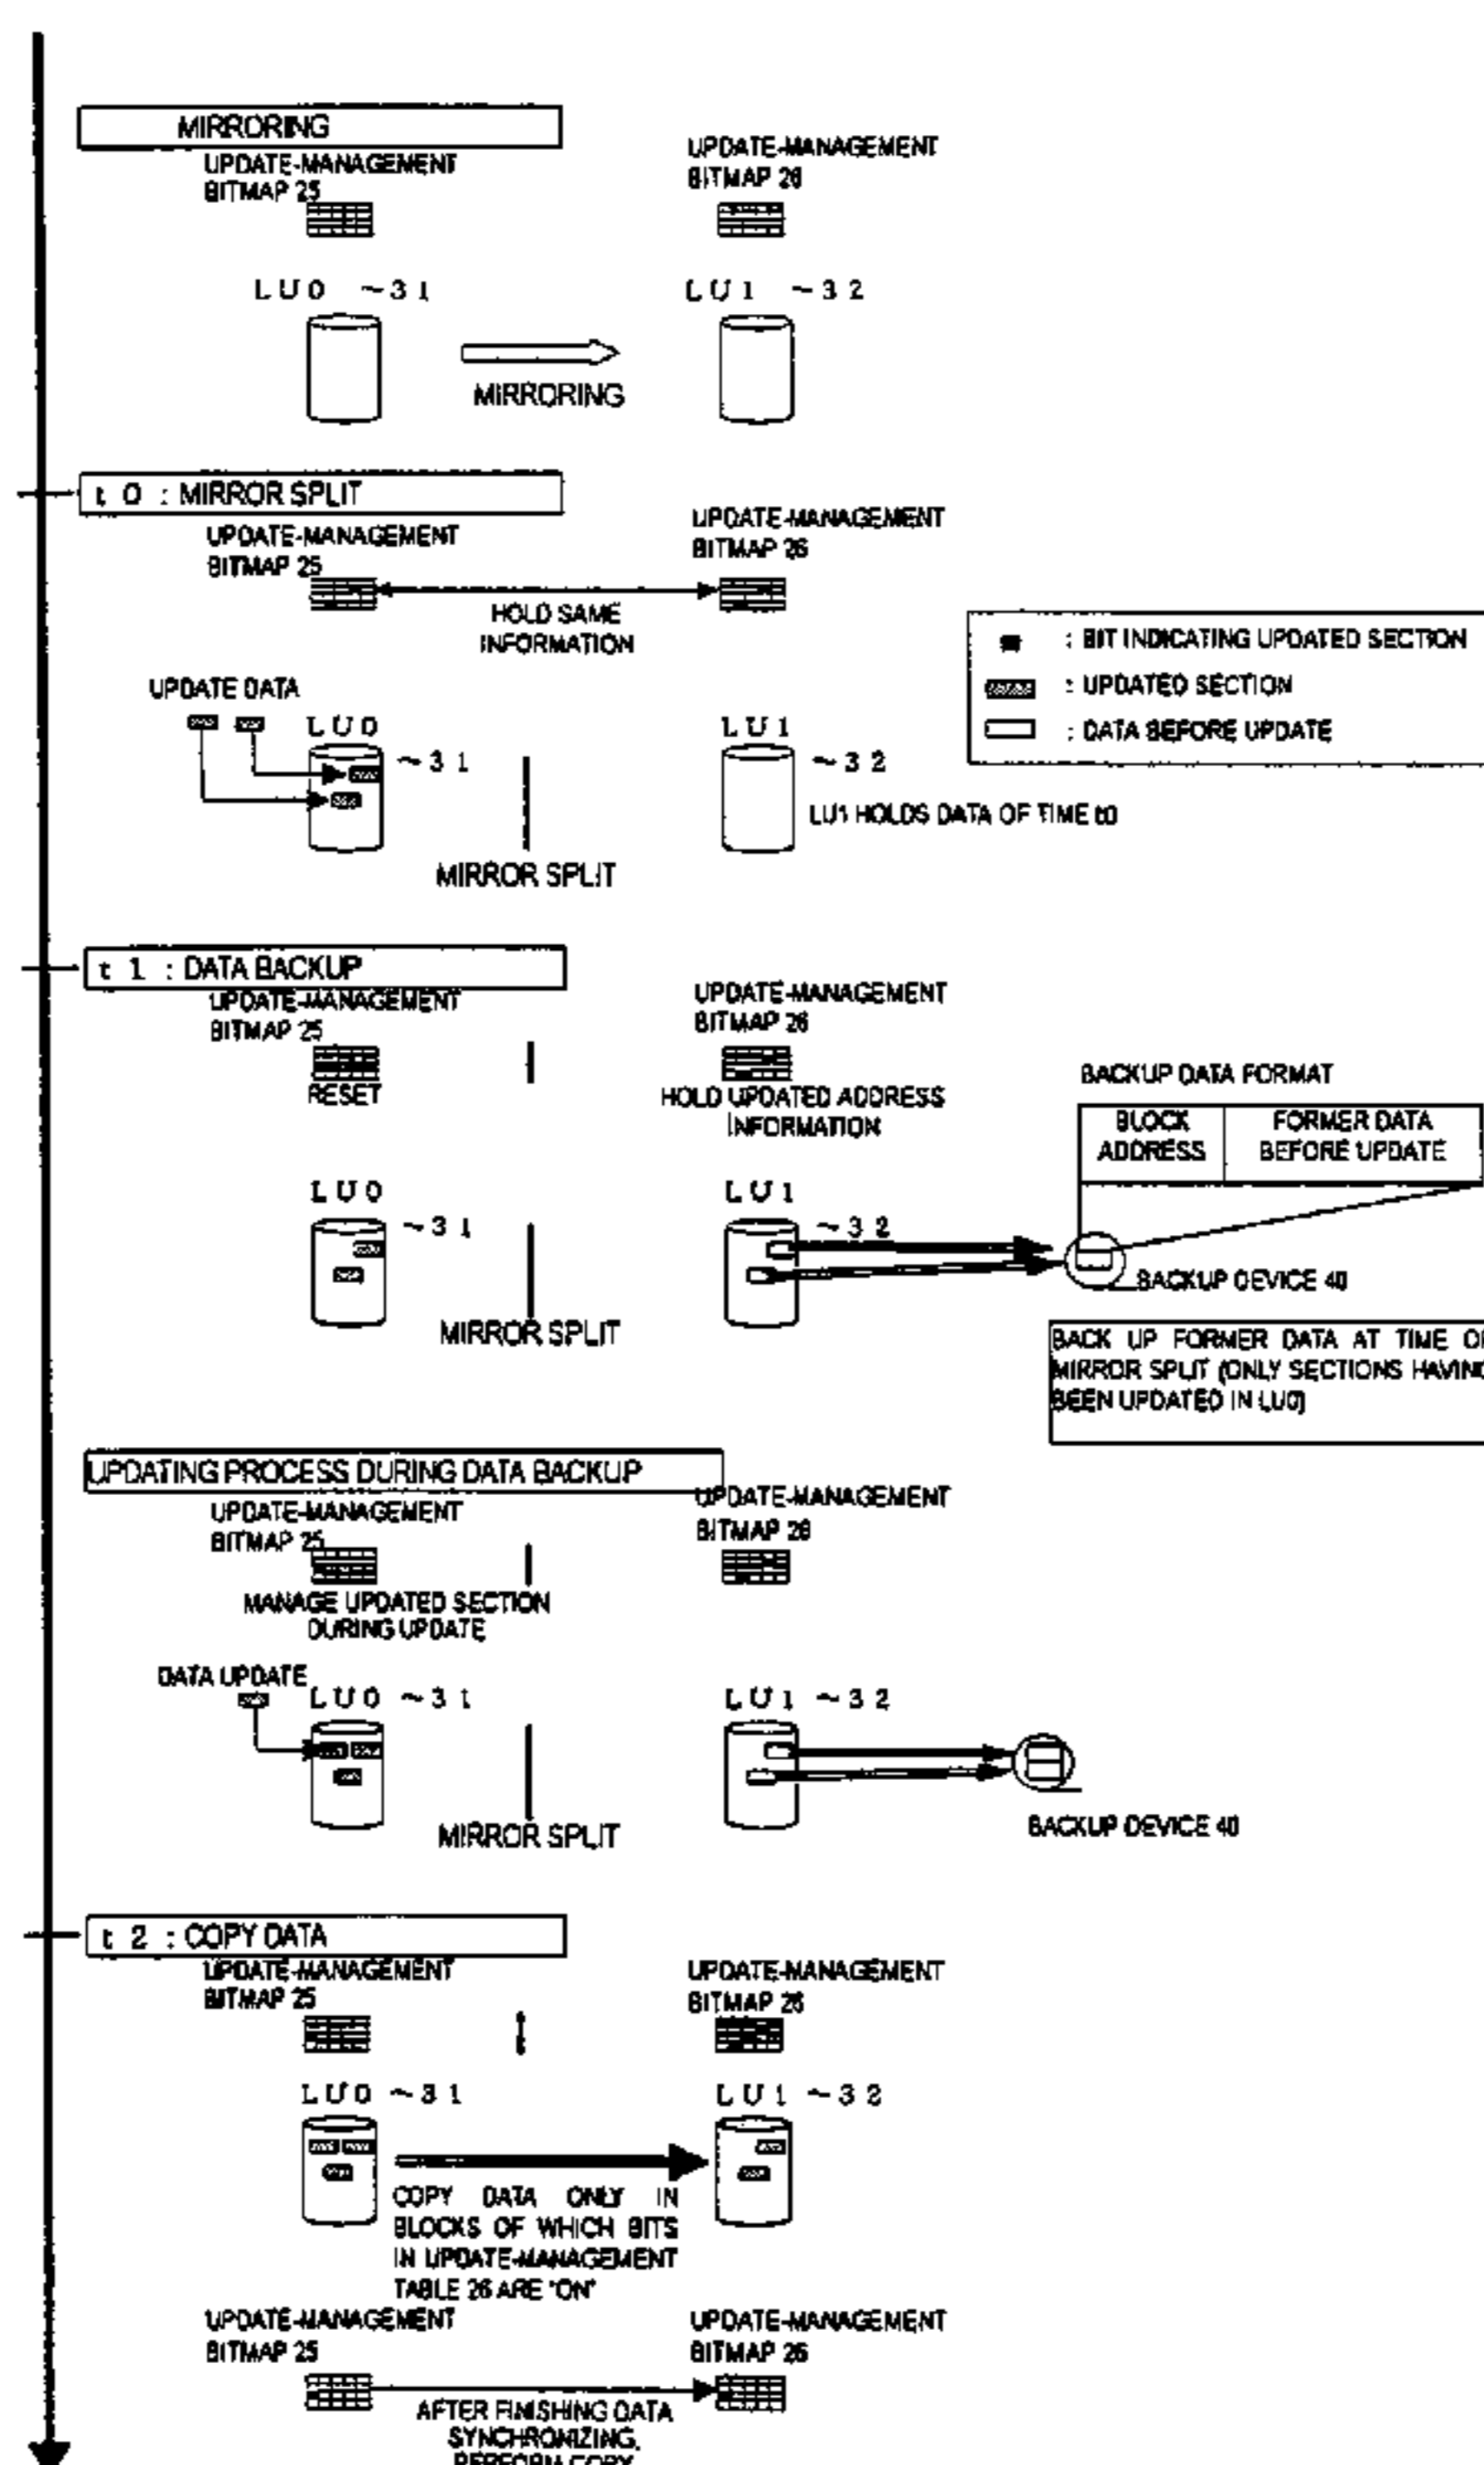 MIRRORING
UPDATE-MANAGEMENT
BITMAP 25
UPDATE-MANAGEMENT
BITMAP 26
LU0 ~31
LU1 ~32
MIRRORING
t 0 : MIRROR SPLIT
UPDATE-MANAGEMENT
BITMAP 25
UPDATE-MANAGEMENT
BITMAP 26
HOLD SAME
INFORMATION
: BIT INDICATING UPDATED SECTION
: UPDATED SECTION
: DATA BEFORE UPDATE
UPDATE DATA
LU0
~31
LU1
~32
LU1 HOLDS DATA OF TIME t0
MIRROR SPLIT
t 1 : DATA BACKUP
UPDATE-MANAGEMENT
BITMAP 25
RESET
UPDATE-MANAGEMENT
BITMAP 26
HOLD UPDATED ADDRESS
INFORMATION
BACKUP DATA FORMAT
BLOCK
ADDRESS
FORMER DATA
BEFORE UPDATE
LU0
~31
LU1
~32
BACKUP DEVICE 40
MIRROR SPLIT
BACK UP FORMER DATA AT TIME OF
MIRROR SPLIT (ONLY SECTIONS HAVING
BEEN UPDATED IN LU0)
UPDATING PROCESS DURING DATA BACKUP
UPDATE-MANAGEMENT
BITMAP 25
UPDATE-MANAGEMENT
BITMAP 26
MANAGE UPDATED SECTION
DURING UPDATE
DATA UPDATE
LU0 ~31
LU1 ~32
MIRROR SPLIT
BACKUP DEVICE 40
t 2 : COPY DATA
UPDATE-MANAGEMENT
BITMAP 25
UPDATE-MANAGEMENT
BITMAP 26
LU0 ~31
LU1 ~32
COPY DATA ONLY IN
BLOCKS OF WHICH BITS
IN UPDATE-MANAGEMENT
TABLE 26 ARE "ON"
UPDATE-MANAGEMENT
BITMAP 25
UPDATE-MANAGEMENT
BITMAP 26
AFTER FINISHING DATA
SYNCHRONIZING,
PERFORM COPY